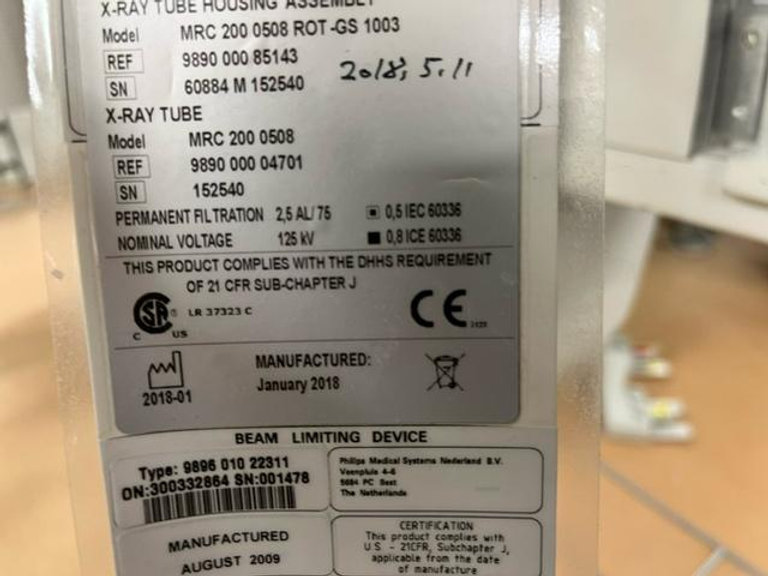 X-RAY TUBE HOUSING ASSEMBLY
Model MRC 200 0508 ROT-GS 1003
REF 9890 000 85143
SN 60884 M 152540
2018, 5.11
X-RAY TUBE
Model MRC 200 0508
REF 9890 000 04701
SN 152540
PERMANENT FILTRATION 2,5 AL/75 0,5 IEC 60336
NOMINAL VOLTAGE 125 kV 0,8 ICE 60336
THIS PRODUCT COMPLIES WITH THE DHHS REQUIREMENT
OF 21 CFR SUB-CHAPTER J
SA ® LR 37323 C
C US
CE
2018-01
MANUFACTURED:
January 2018
BEAM LIMITING DEVICE
Type: 9896 010 22311
ON:300332864 SN:001478
Philips Medical Systems Nederland B.V.
Veenpluis 4-6
5684 PC Best
The Netherlands
MANUFACTURED
AUGUST 2009
CERTIFICATION
This product complies with
U.S. - 21CFR, Subchapter J,
applicable from the date
of manufacture